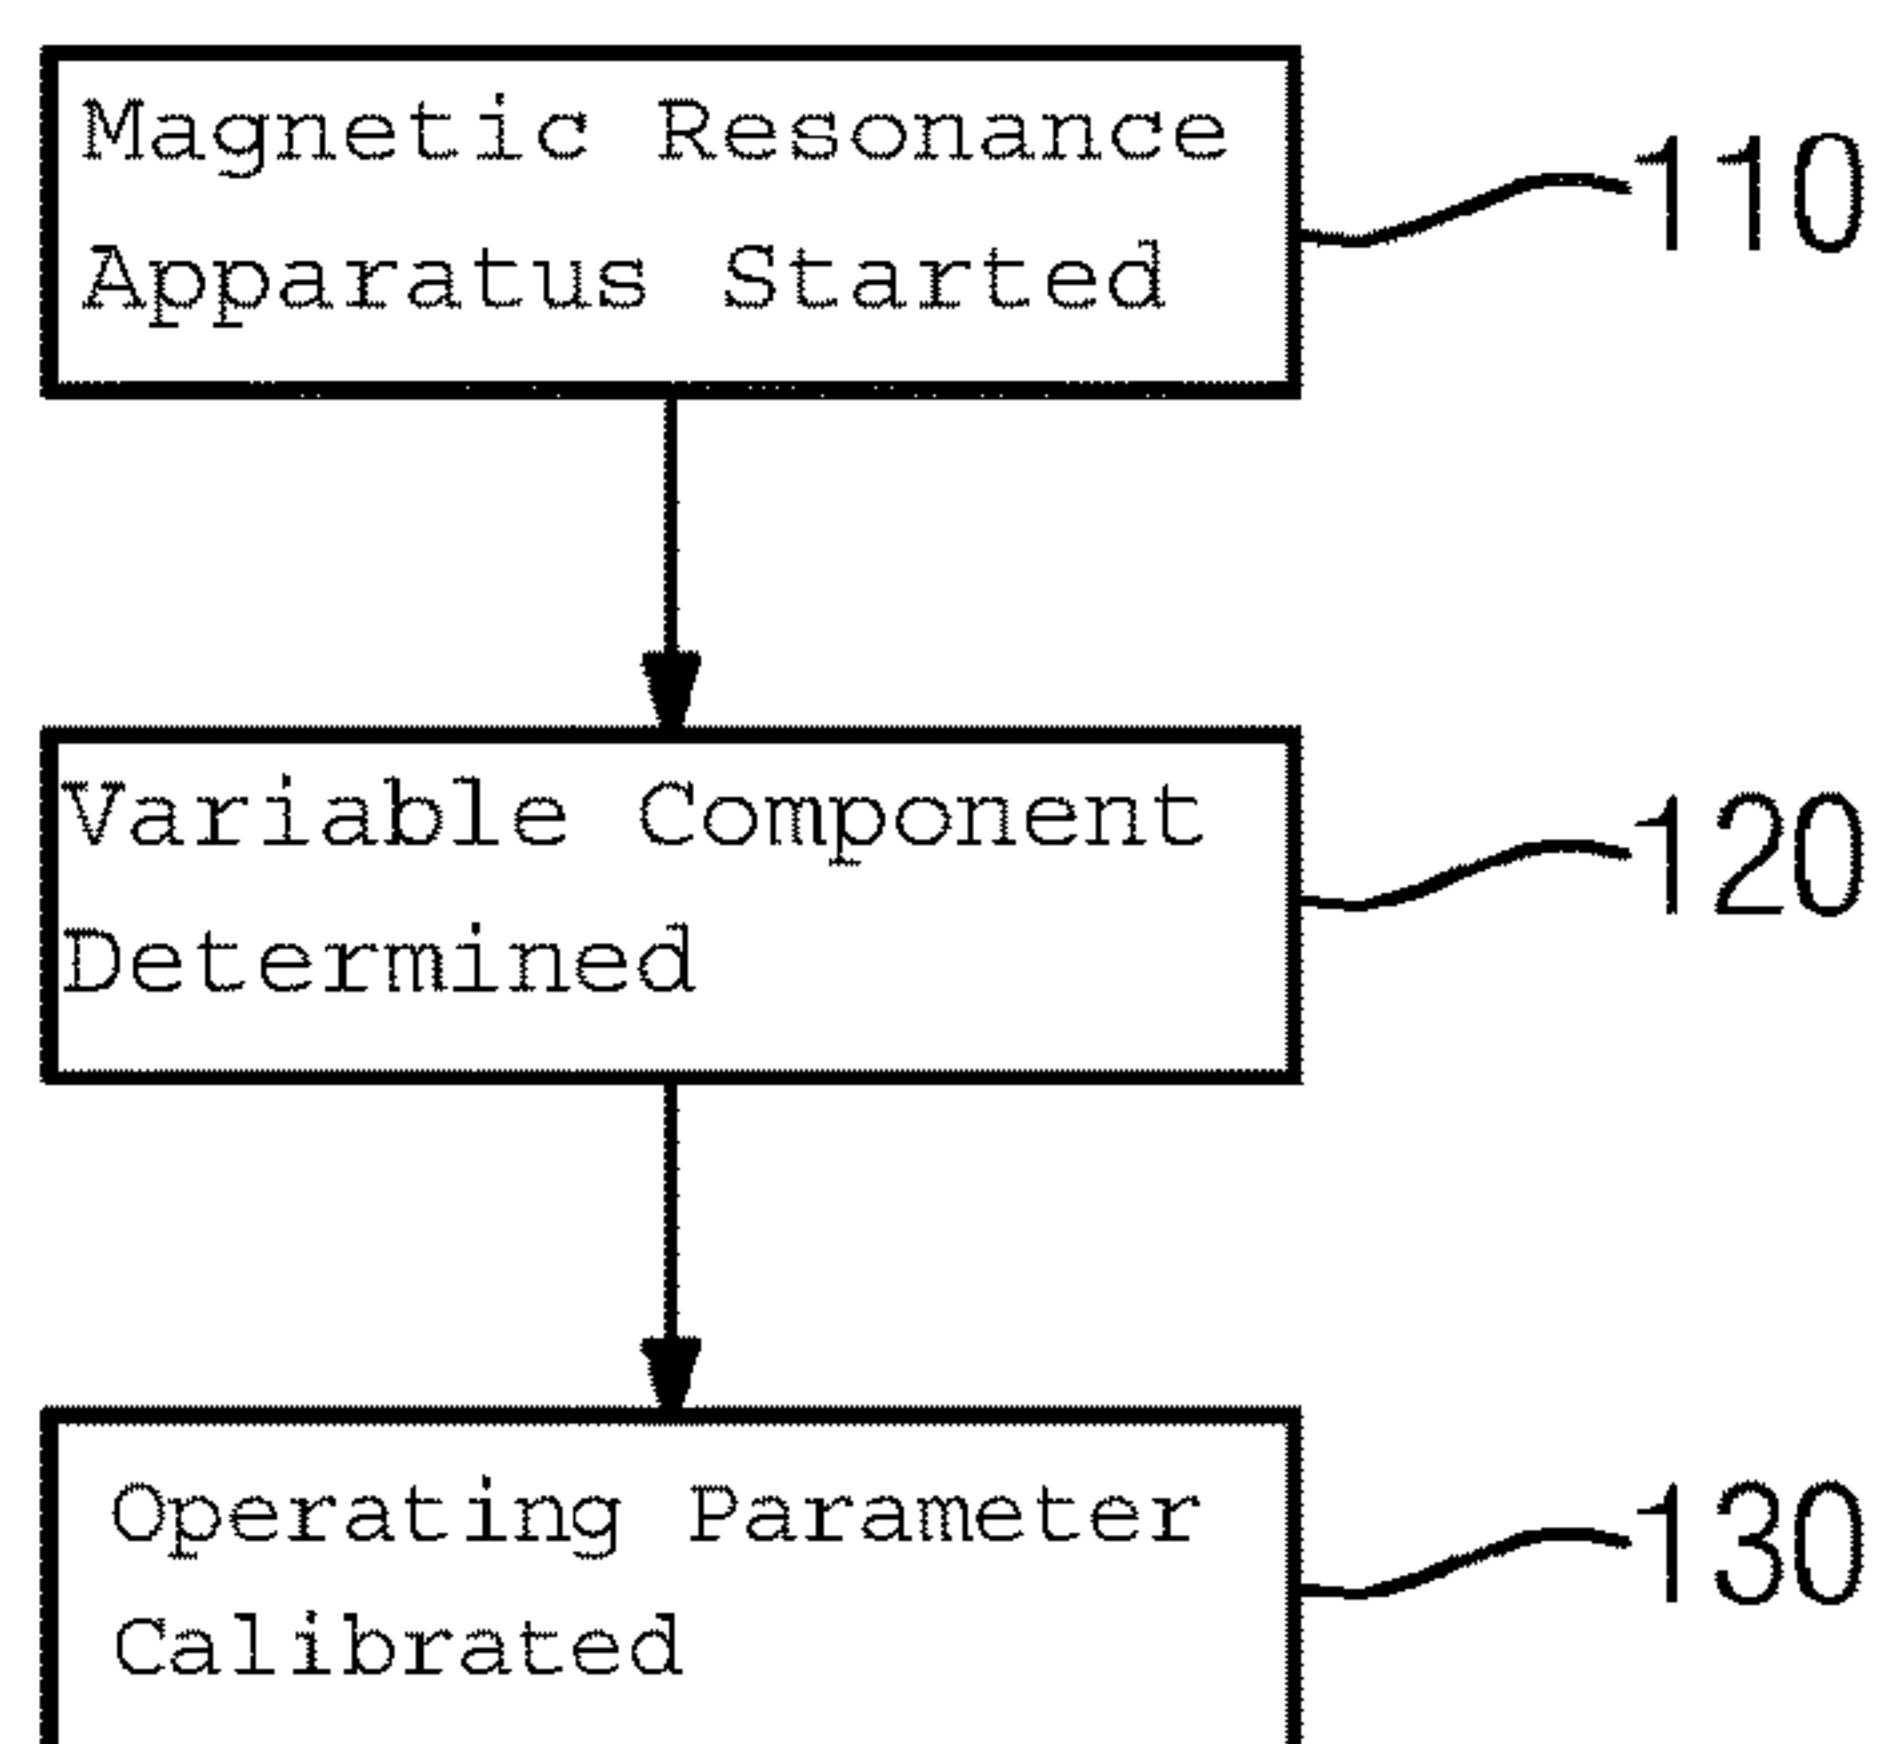 Magnetic Resonance
Apparatus Started
110
Variable Component
Determined
120
Operating Parameter
Calibrated
130